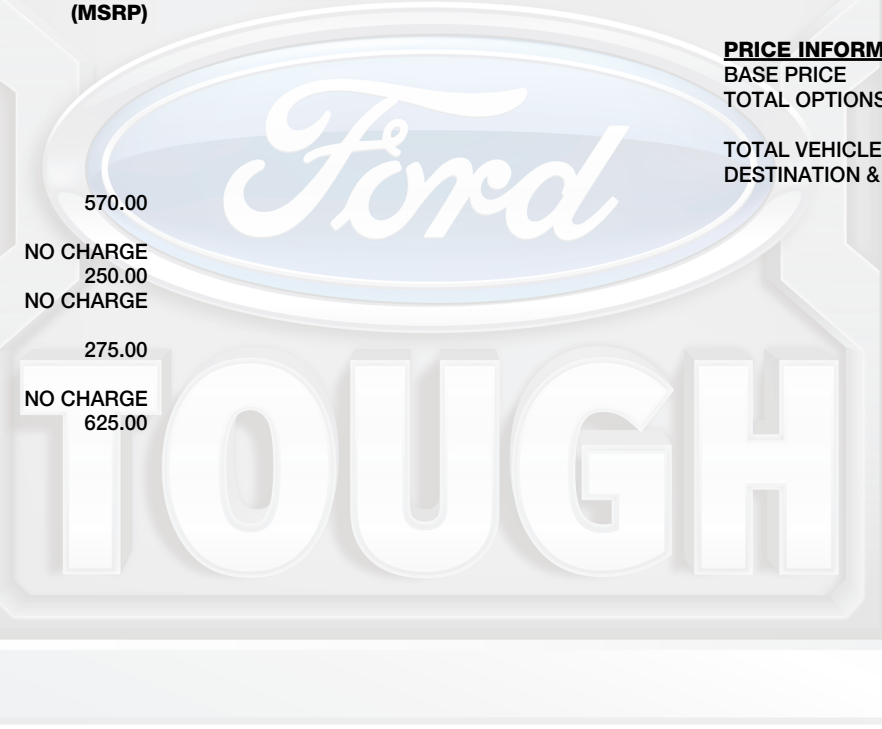 (MSRP)
570.00
NO CHARGE
250.00
NO CHARGE
275.00
NO CHARGE
625.00
PRICE INFORM
BASE PRICE
TOTAL OPTIONS
TOTAL VEHICLE
DESTINATION &
Ford
TOUGH